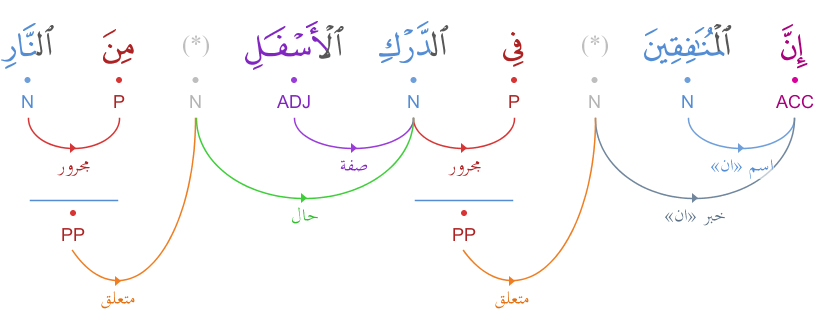 إِنَّ ٱلْمُنَـٰفِقِينَ (*) فِى ٱلدَّرْكِ ٱلْأَسْفَلِ (*) مِنَ ٱلنَّارِ
ACC N N P N ADJ N P N
اسم «ان» مجرور صفة مجرور
خبر «ان» حال
PP PP
متعلق متعلق